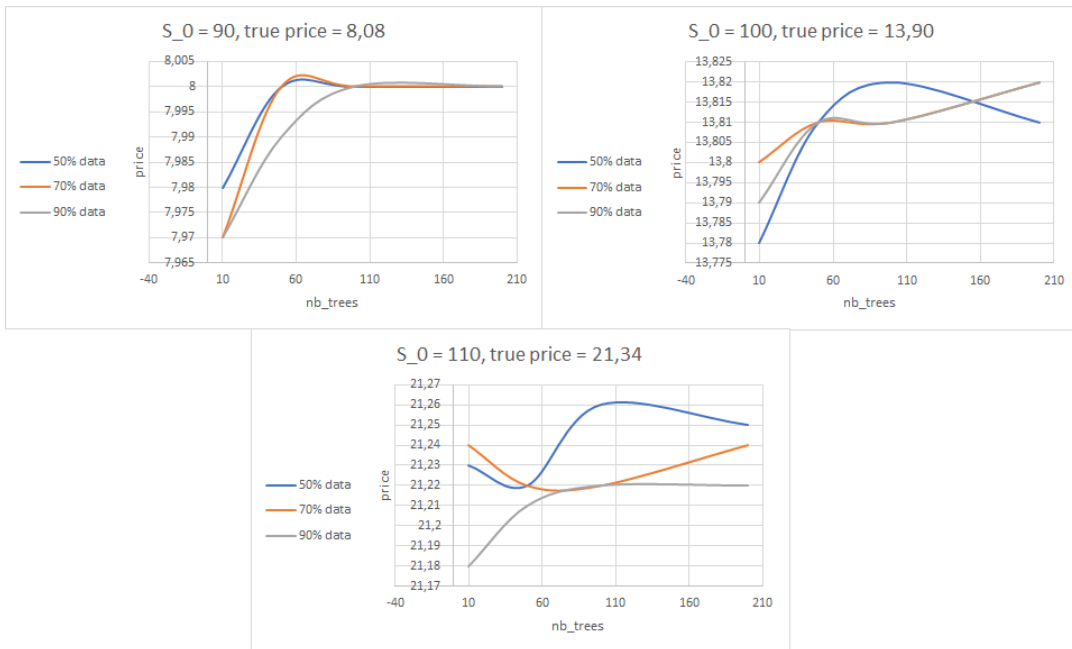 S_0 = 90, true price = 8,08
8,005
8
7,995
7,99
7,985
7,98
7,975
7,97
7,965
price
50% data
70% data
90% data
-40 10 60 110 160 210
nb_trees
S_0 = 100, true price = 13,90
13,825
13,82
13,815
13,81
13,805
13,8
13,795
13,79
13,785
13,78
13,775
price
50% data
70% data
90% data
-40 10 60 110 160 210
nb_trees
S_0 = 110, true price = 21,34
21,27
21,26
21,25
21,24
21,23
21,22
21,21
21,2
21,19
21,18
21,17
price
50% data
70% data
90% data
-40 10 60 110 160 210
nb_trees